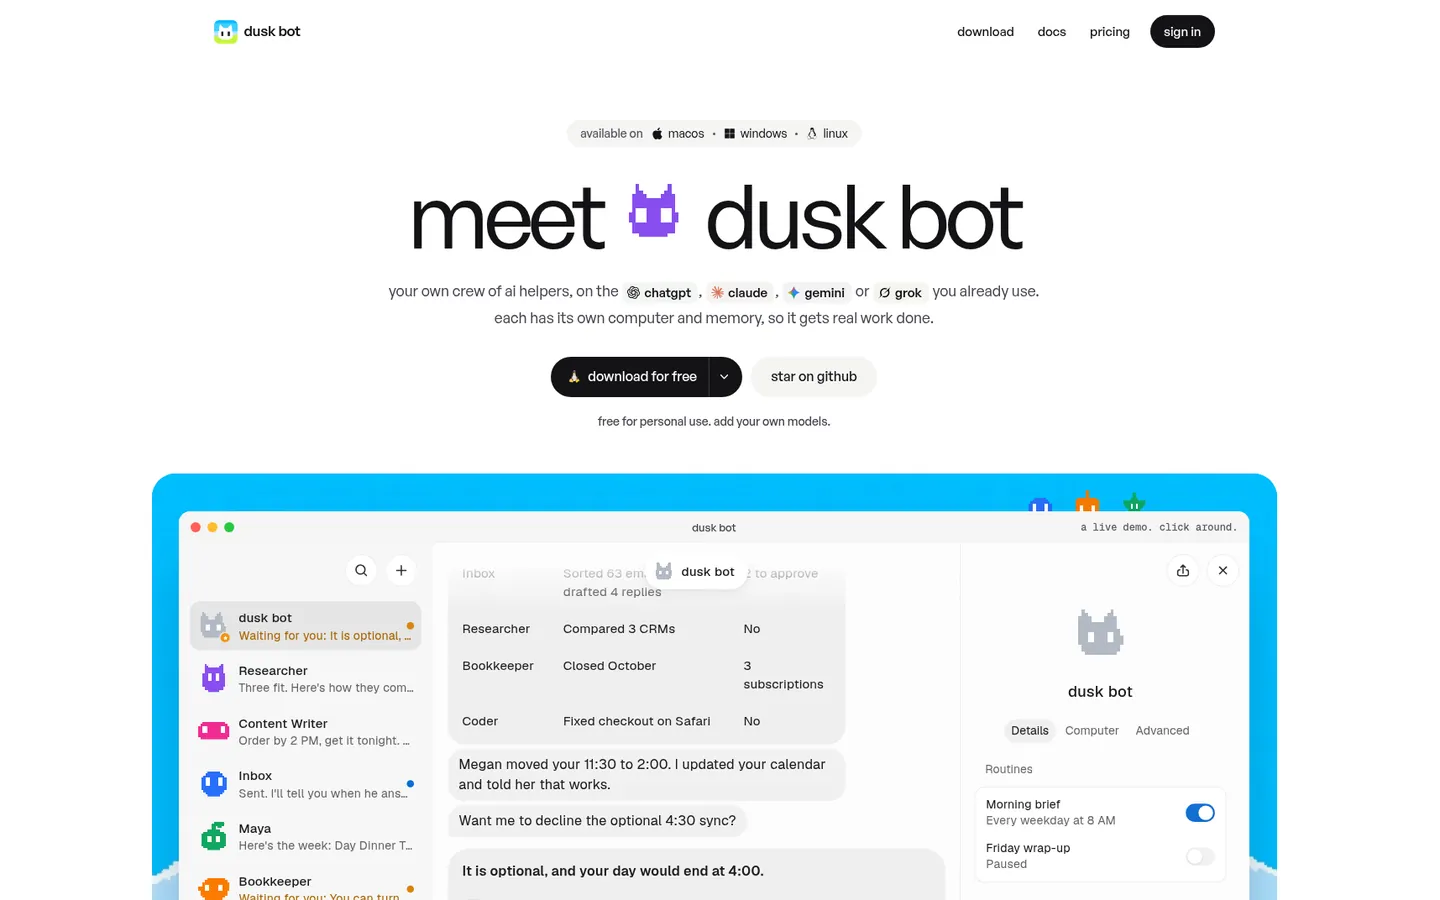 dusk bot
download
docs
pricing
sign in
available on macos • windows • linux
meet dusk bot
your own crew of ai helpers, on the chatgpt, claude, gemini or grok you already use.
each has its own computer and memory, so it gets real work done.
download for free
star on github
free for personal use. add your own models.
dusk bot
a live demo. click around.
dusk bot
Waiting for you: It is optional, ...
Researcher
Three fit. Here's how they com...
Content Writer
Order by 2 PM, get it tonight. ...
Inbox
Sent. I'll tell you when he ans...
Maya
Here's the week: Day Dinner T...
Bookkeeper
Waiting for you: You can turn
dusk bot
Inbox Sorted 63 em to approve
drafted 4 replies
Researcher Compared 3 CRMs No
Bookkeeper Closed October 3
subscriptions
Coder Fixed checkout on Safari No
Megan moved your 11:30 to 2:00. I updated your calendar
and told her that works.
Want me to decline the optional 4:30 sync?
It is optional, and your day would end at 4:00.
dusk bot
Details Computer Advanced
Routines
Morning brief
Every weekday at 8 AM
Friday wrap-up
Paused